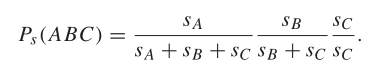 P_s(ABC) = \frac{s_A}{s_A + s_B + s_C} \frac{s_B}{s_B + s_C} \frac{s_C}{s_C}.